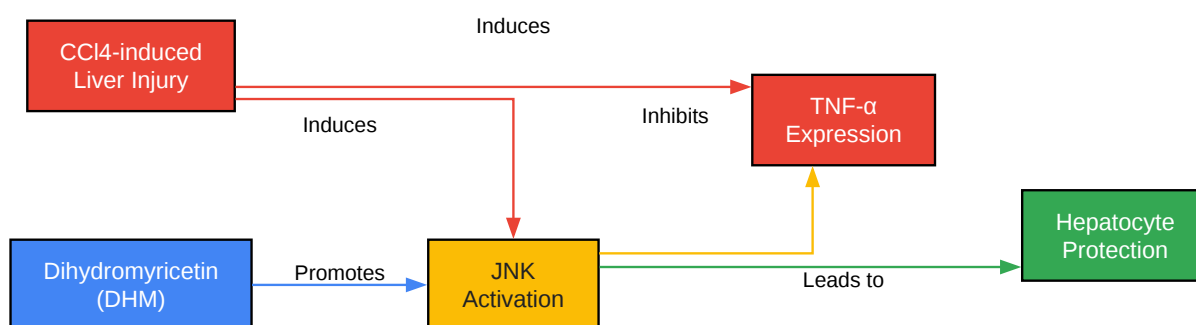 Induces
CCl4-induced
Liver Injury
Induces
Inhibits
TNF-α
Expression
Dihydromyricetin
(DHM)
Promotes
JNK
Activation
Leads to
Hepatocyte
Protection